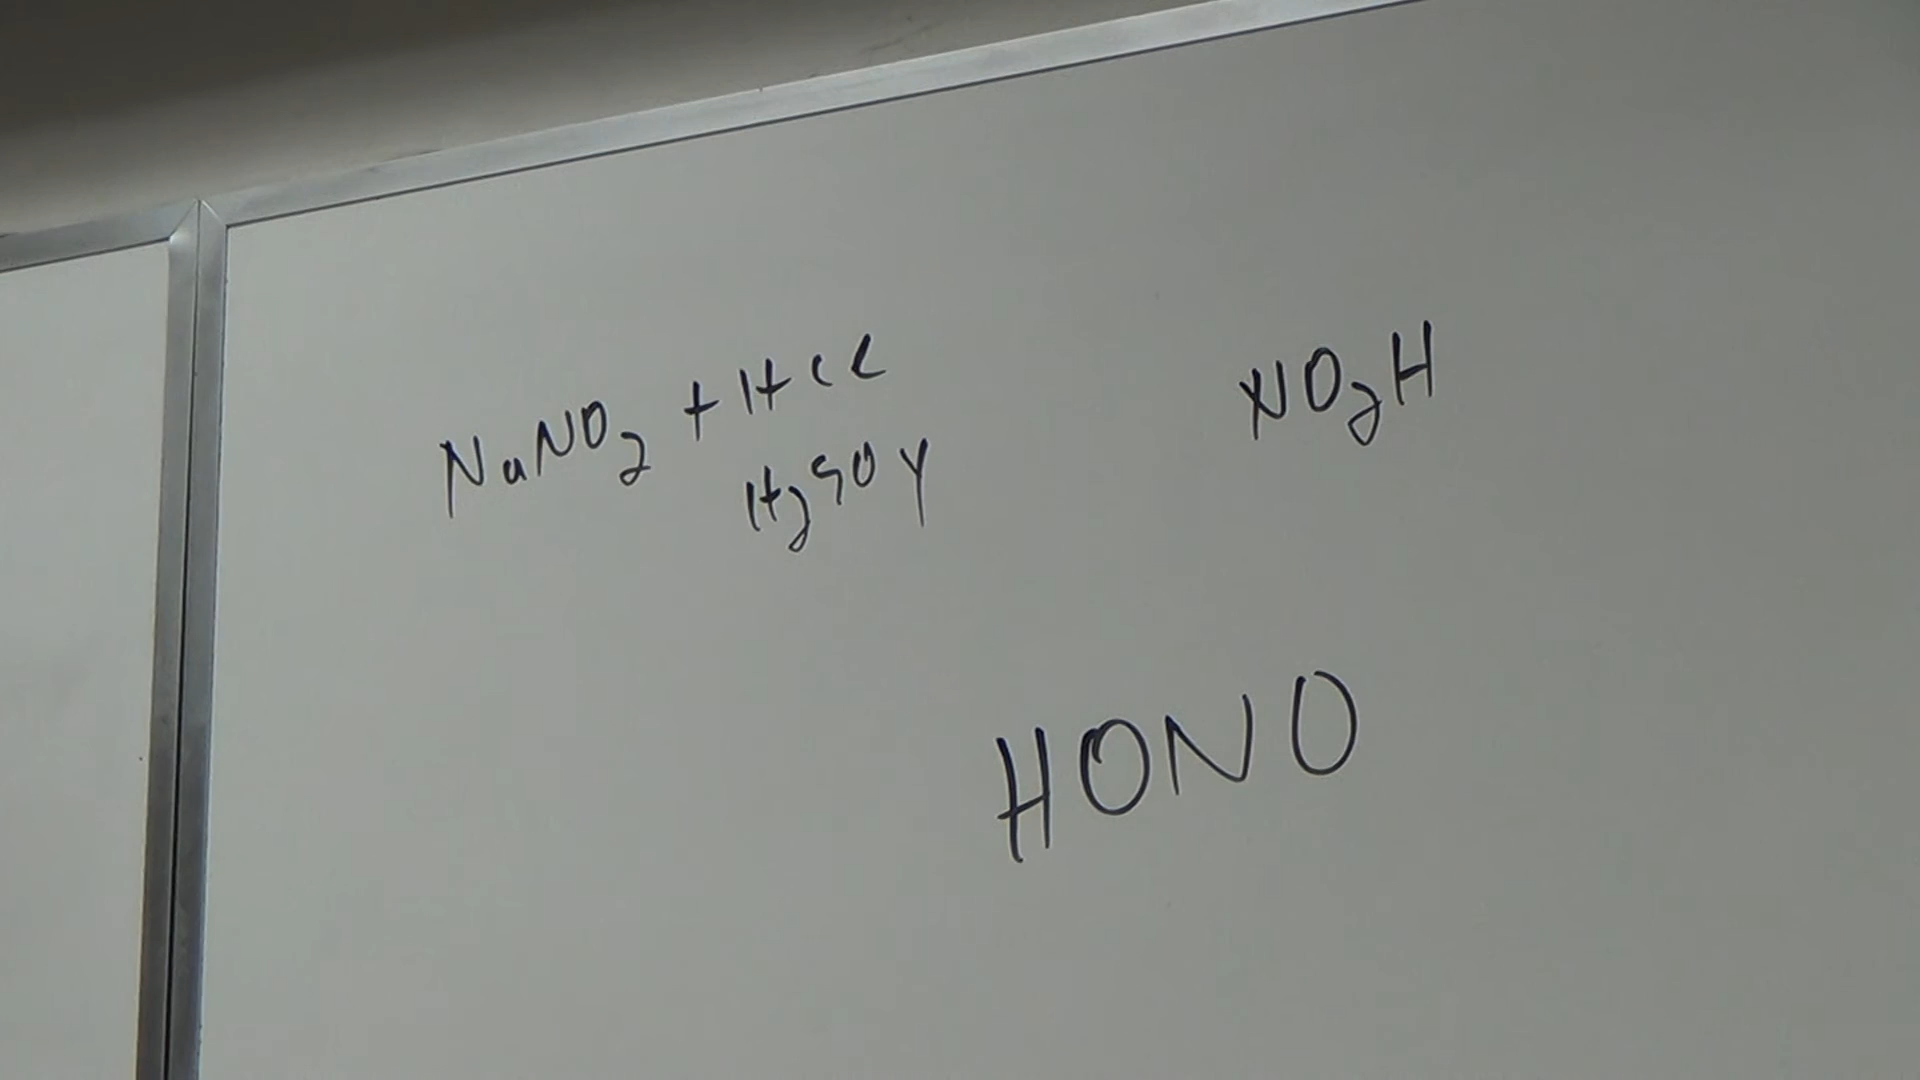 NaNO₂ + HCl
H₂SO₄
NO₂H
HONO